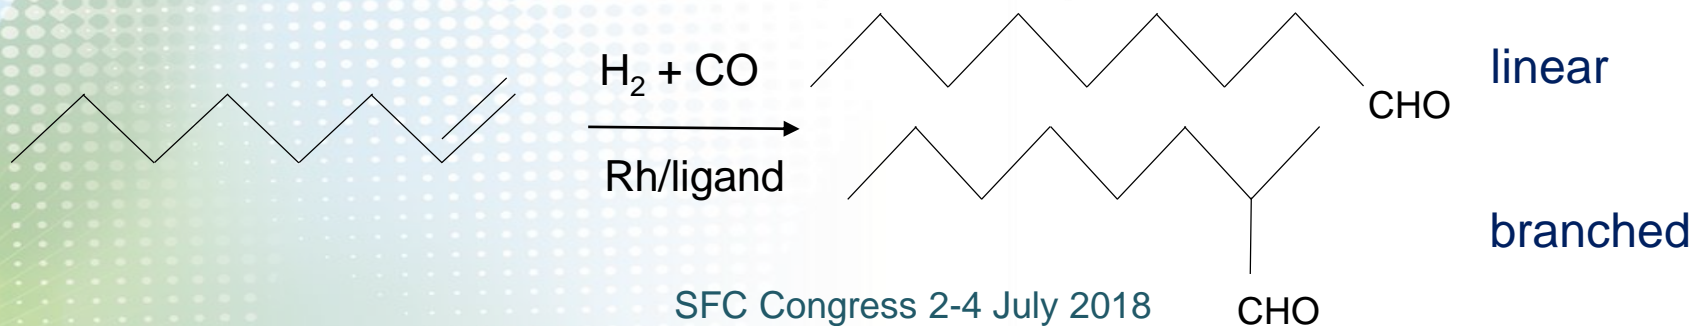 H₂ + CO
Rh/ligand
CHO
linear
branched
CHO
SFC Congress 2-4 July 2018